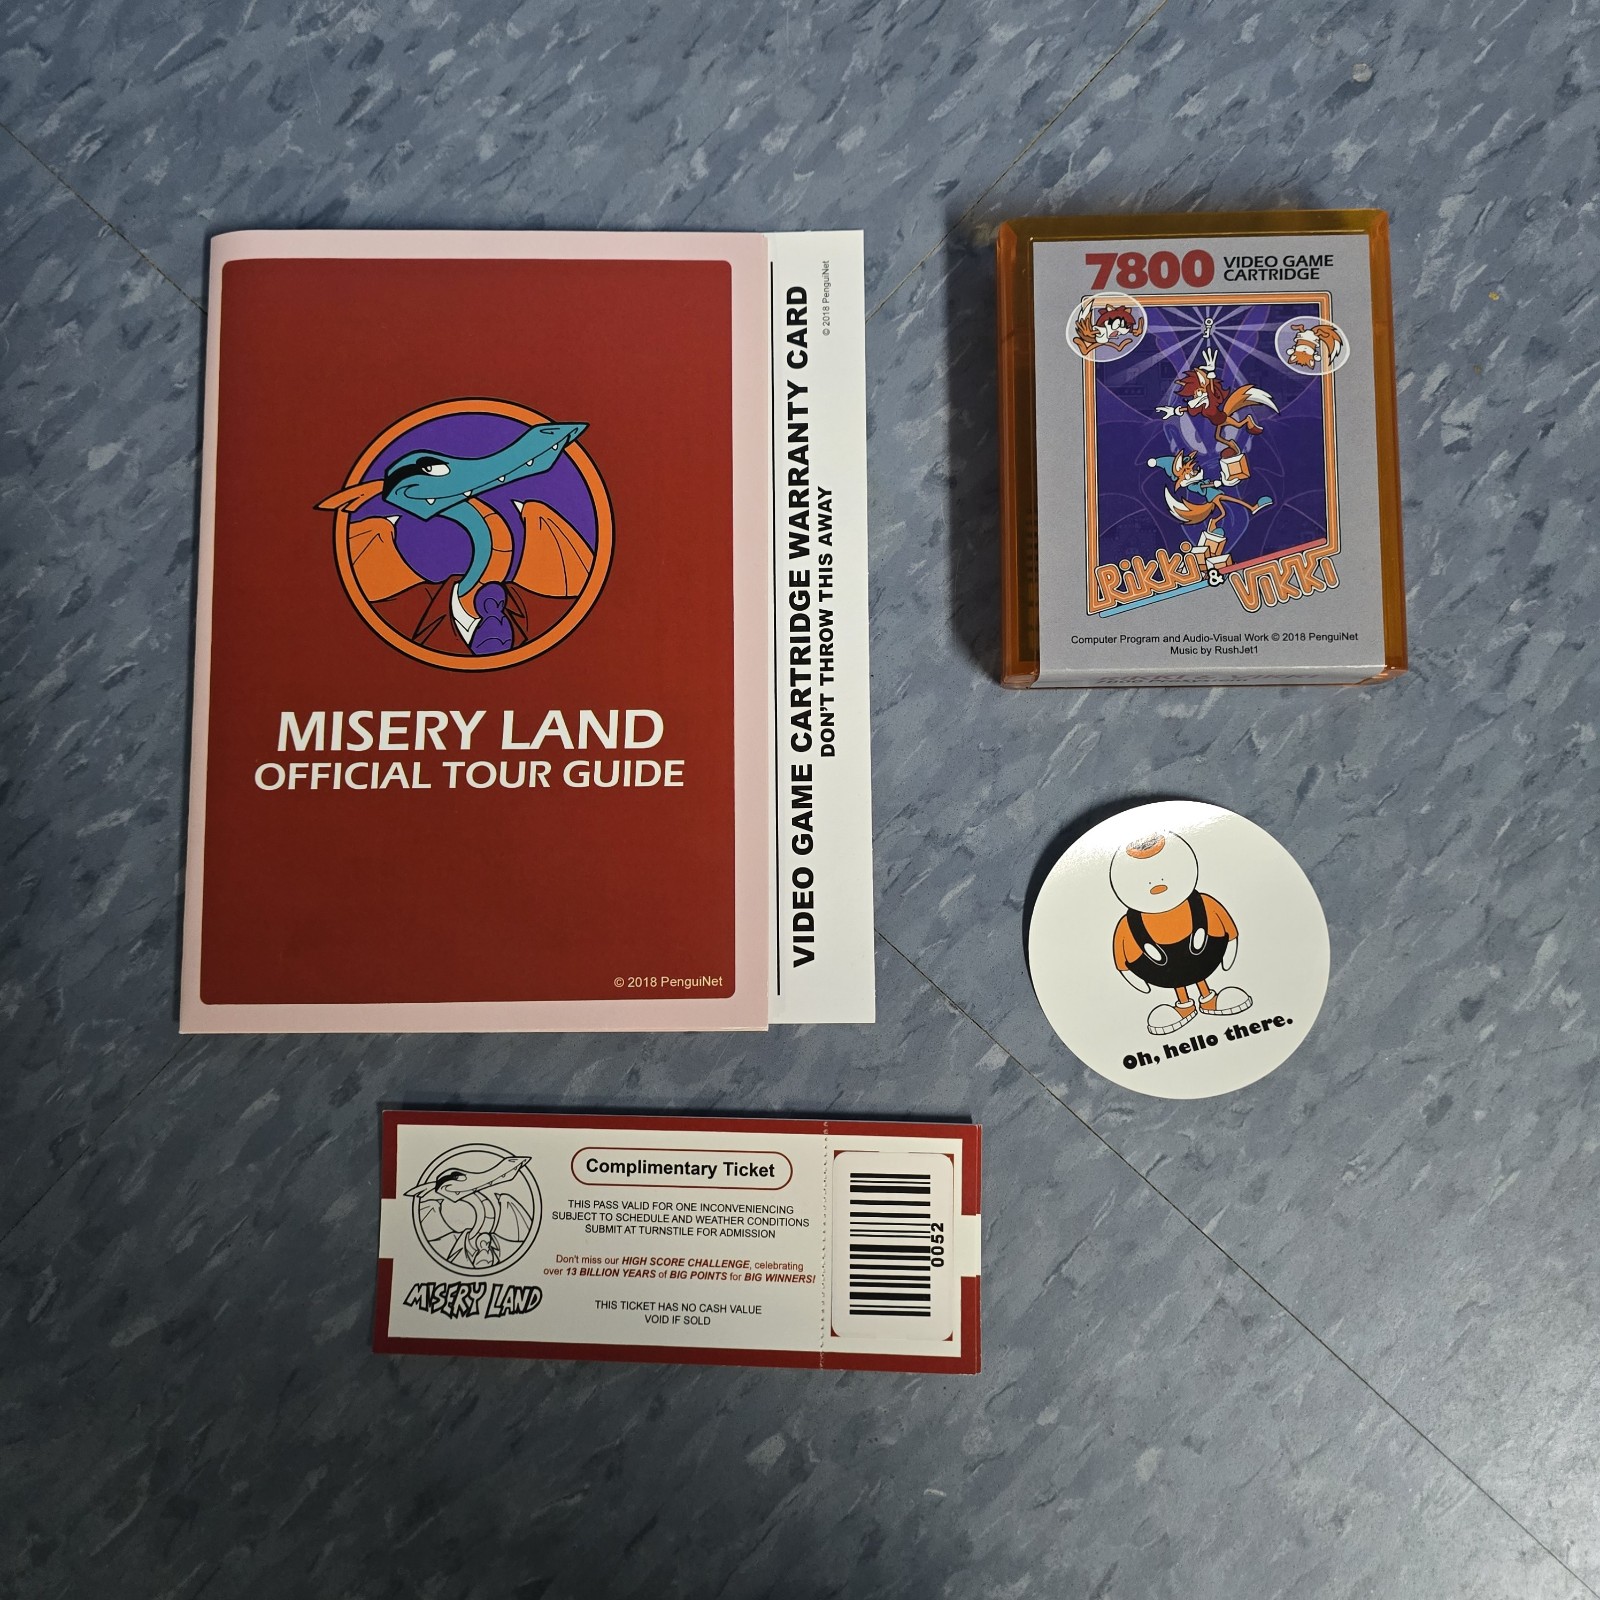 MISERY LAND
OFFICIAL TOUR GUIDE
© 2018 PenguiNet
VIDEO GAME CARTRIDGE WARRANTY CARD
DON'T THROW THIS AWAY
© 2018 PenguiNet
7800 VIDEO GAME
CARTRIDGE
RiKKi & ViKKi
Computer Program and Audio-Visual Work © 2018 PenguiNet
Music by RushJet1
RIKKI & VIKKI
Oh, hello there.
MISERY LAND
Complimentary Ticket
THIS PASS VALID FOR ONE INCONVENIENCING
SUBJECT TO SCHEDULE AND WEATHER CONDITIONS
SUBMIT AT TURNSTILE FOR ADMISSION
Don't miss our HIGH SCORE CHALLENGE, celebrating
over 13 BILLION YEARS of BIG POINTS for BIG WINNERS!
THIS TICKET HAS NO CASH VALUE
VOID IF SOLD
0052